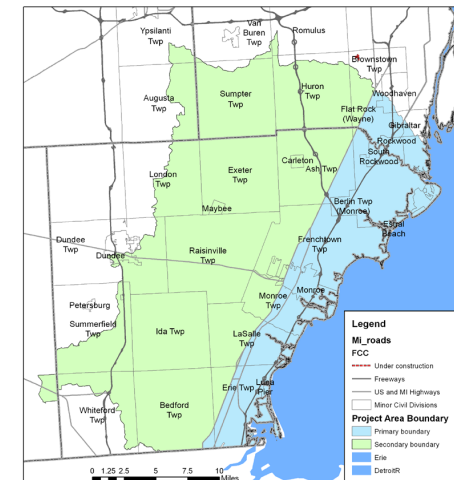 Ypsilanti
Twp
Van
Buren
Twp
Romulus
Brownstown
Twp
Woodhaven
Augusta
Twp
Sumpter
Twp
Huron
Twp
Flat Rock
(Wayne)
Gibraltar
Rockwood
South
Rockwood
Carleton
Ash Twp
London
Twp
Exeter
Twp
Maybee
Berlin Twp
(Monroe)
Estral
Beach
Dundee
Twp
Dundee
Raisinville
Twp
Frenchtown
Twp
Monroe
Monroe
Twp
Petersburg
Summerfield
Twp
Ida Twp
LaSalle
Twp
Erie Twp
Luna
Pier
Whiteford
Twp
Bedford
Twp
0 1.25 2.5 5 7.5 10
Miles
Legend
Mi_roads
FCC
Under construction
Freeways
US and MI Highways
Minor Civil Divisions
Project Area Boundary
Primary boundary
Secondary boundary
Erie
DetroitR